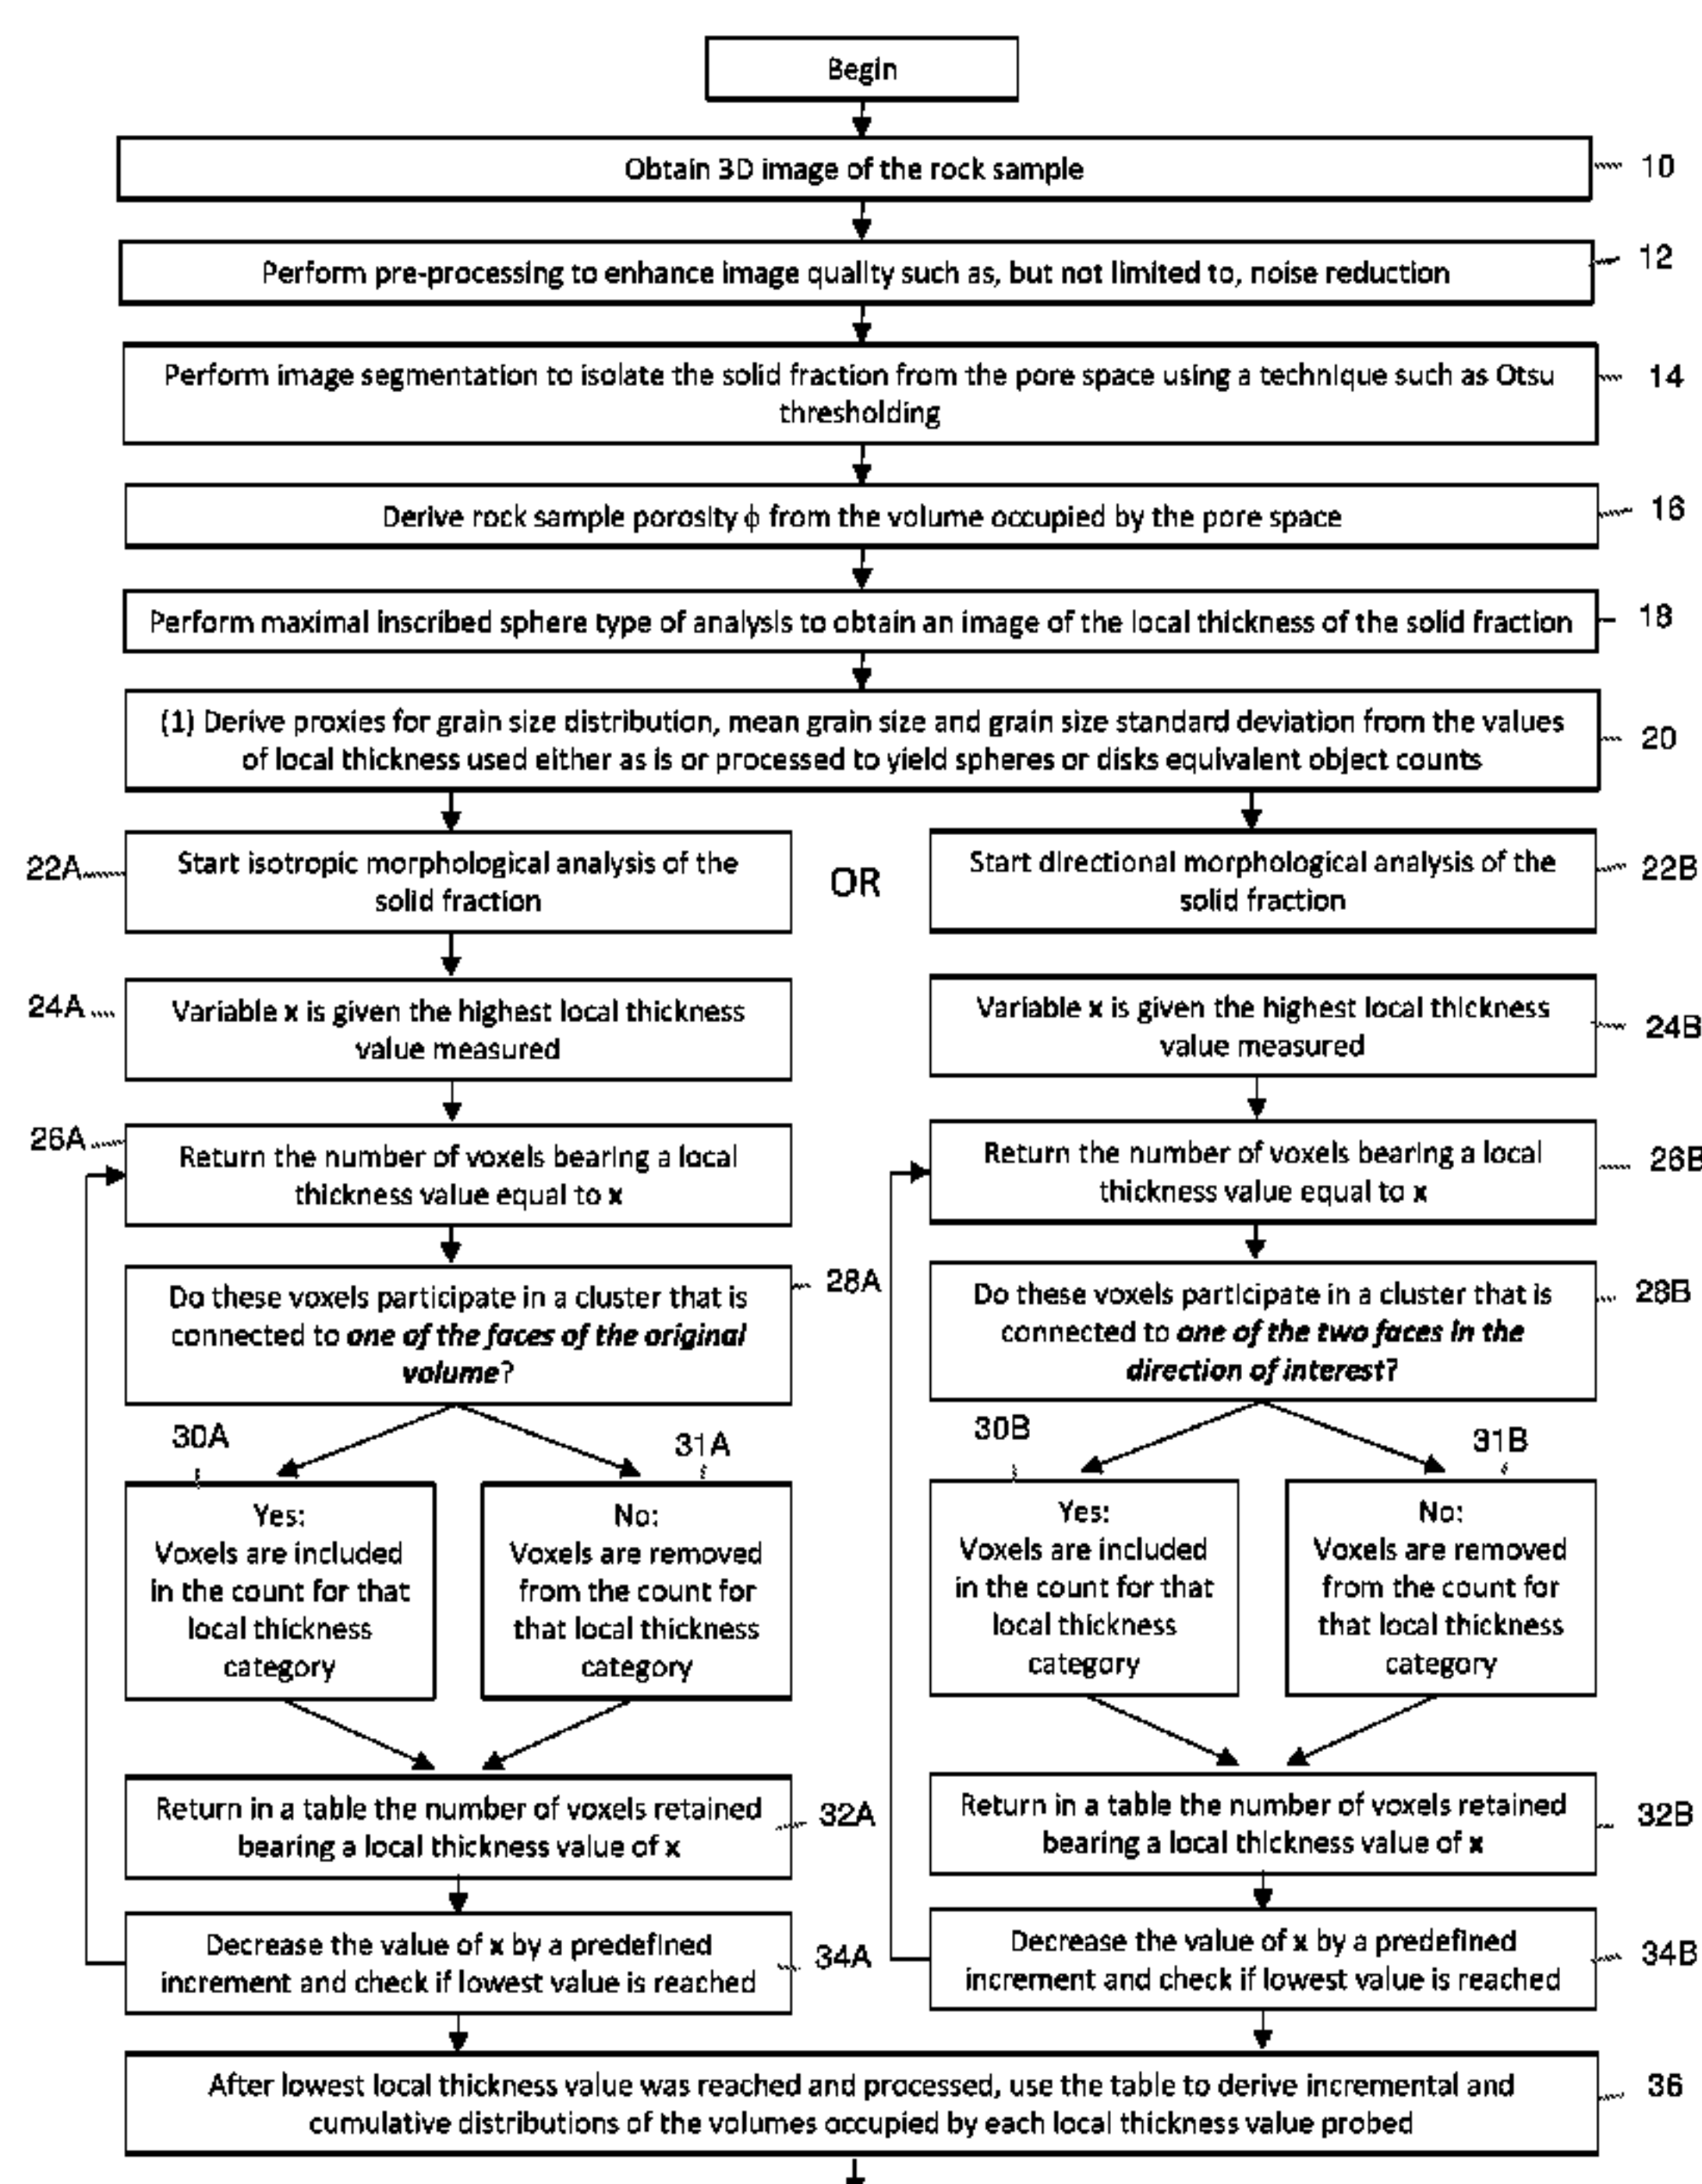 Begin
Obtain 3D image of the rock sample
10
Perform pre-processing to enhance image quality such as, but not limited to, noise reduction
12
Perform image segmentation to isolate the solid fraction from the pore space using a technique such as Otsu
thresholding
14
Derive rock sample porosity ϕ from the volume occupied by the pore space
16
Perform maximal inscribed sphere type of analysis to obtain an image of the local thickness of the solid fraction
18
(1) Derive proxies for grain size distribution, mean grain size and grain size standard deviation from the values
of local thickness used either as is or processed to yield spheres or disks equivalent object counts
20
22A
Start isotropic morphological analysis of the
solid fraction
OR
Start directional morphological analysis of the
solid fraction
22B
24A
Variable x is given the highest local thickness
value measured
Variable x is given the highest local thickness
value measured
24B
26A
Return the number of voxels bearing a local
thickness value equal to x
Return the number of voxels bearing a local
thickness value equal to x
26B
Do these voxels participate in a cluster that is
connected to one of the faces of the original
volume?
28A
Do these voxels participate in a cluster that is
connected to one of the two faces in the
direction of interest?
28B
30A
31A
30B
31B
Yes:
Voxels are included
in the count for that
local thickness
category
No:
Voxels are removed
from the count for
that local thickness
category
Yes:
Voxels are included
in the count for that
local thickness
category
No:
Voxels are removed
from the count for
that local thickness
category
Return in a table the number of voxels retained
bearing a local thickness value of x
32A
Return in a table the number of voxels retained
bearing a local thickness value of x
32B
Decrease the value of x by a predefined
increment and check if lowest value is reached
34A
Decrease the value of x by a predefined
increment and check if lowest value is reached
34B
After lowest local thickness value was reached and processed, use the table to derive incremental and
cumulative distributions of the volumes occupied by each local thickness value probed
36